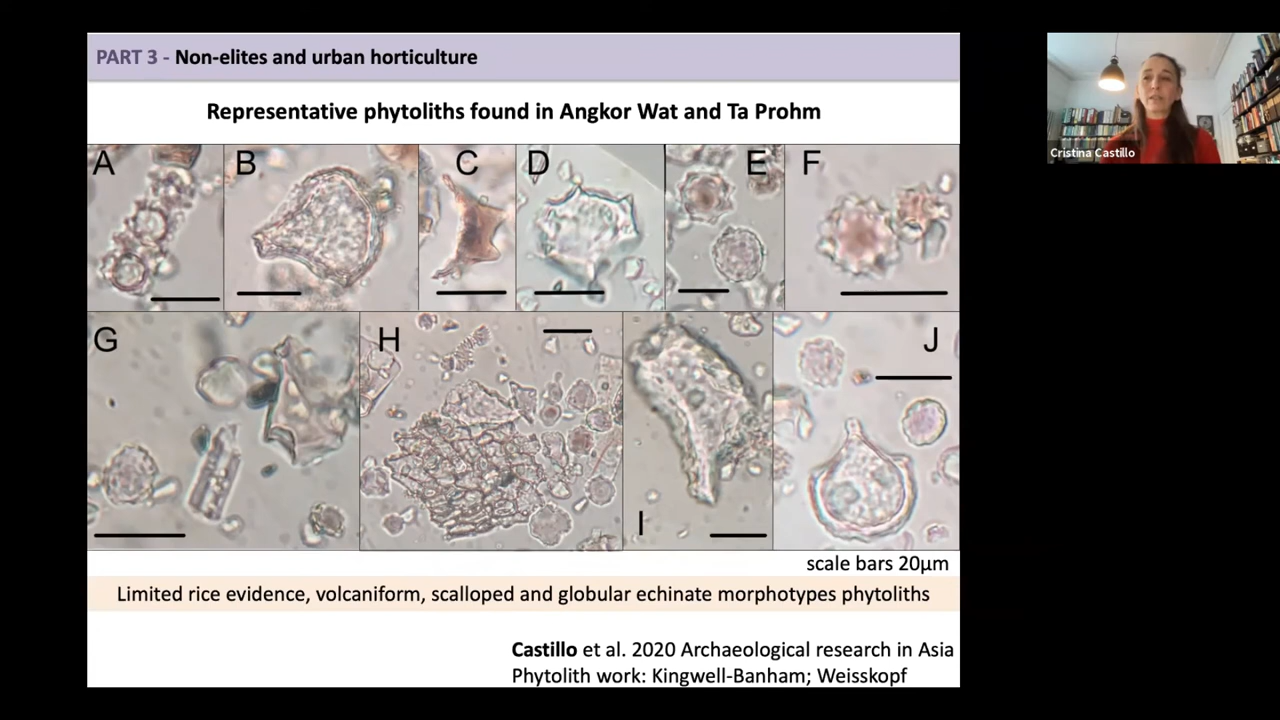 PART 3 - Non-elites and urban horticulture
Representative phytoliths found in Angkor Wat and Ta Prohm
A
B
C
D
E
F
G
H
I
J
Cristina Castillo
scale bars 20µm
Limited rice evidence, volcaniform, scalloped and globular echinate morphotypes phytoliths
Castillo et al. 2020 Archaeological research in Asia
Phytolith work: Kingwell-Banham; Weisskopf